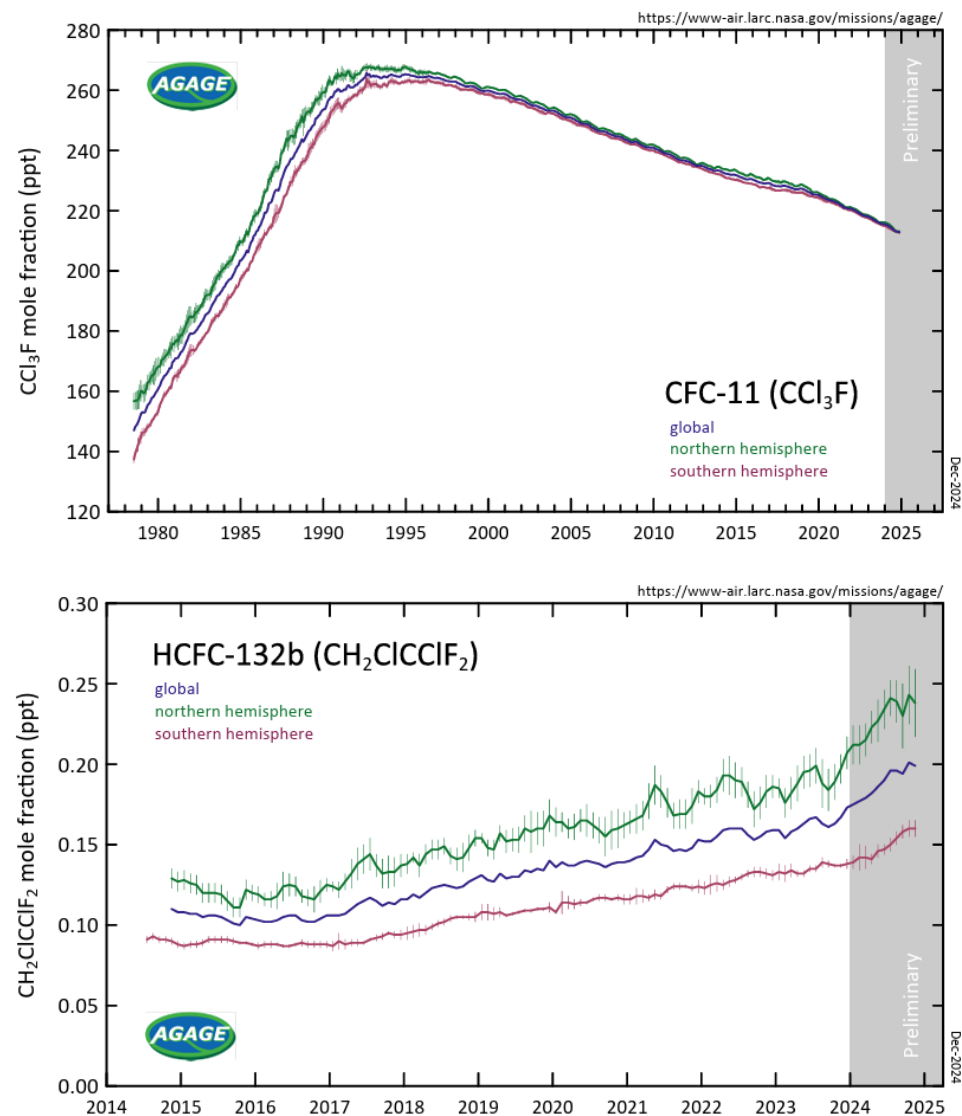 https://www-air.larc.nasa.gov/missions/agage/
280
260
240
220
200
180
160
140
120
CCl₃F mole fraction (ppt)
AGAGE
Preliminary
CFC-11 (CCl₃F)
global
northern hemisphere
southern hemisphere
Dec-2024
1980 1985 1990 1995 2000 2005 2010 2015 2020 2025
https://www-air.larc.nasa.gov/missions/agage/
0.30
0.25
0.20
0.15
0.10
0.05
0.00
CH₂ClCClF₂ mole fraction (ppt)
HCFC-132b (CH₂ClCClF₂)
global
northern hemisphere
southern hemisphere
AGAGE
Preliminary
Dec-2024
2014 2015 2016 2017 2018 2019 2020 2021 2022 2023 2024 2025